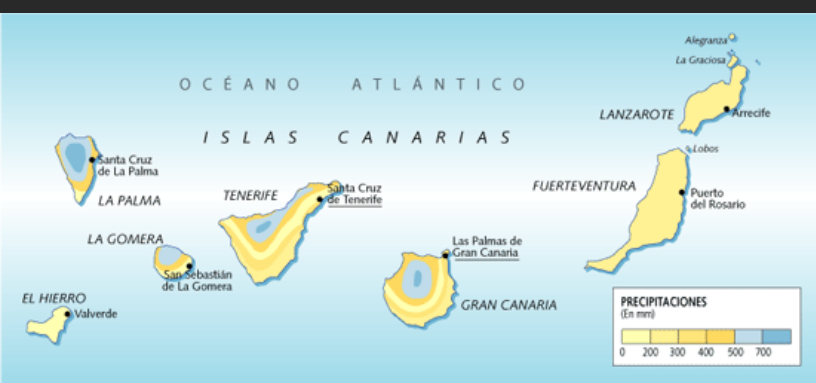 Alegranza
La Graciosa
OCÉANO ATLÁNTICO
LANZAROTE
Arrecife
ISLAS CANARIAS
Lobos
Santa Cruz
de La Palma
LA PALMA
TENERIFE
Santa Cruz
de Tenerife
FUERTEVENTURA
Puerto
del Rosario
LA GOMERA
San Sebastián
de La Gomera
Las Palmas de
Gran Canaria
GRAN CANARIA
EL HIERRO
Valverde
PRECIPITACIONES
(En mm)
0 200 300 400 500 700